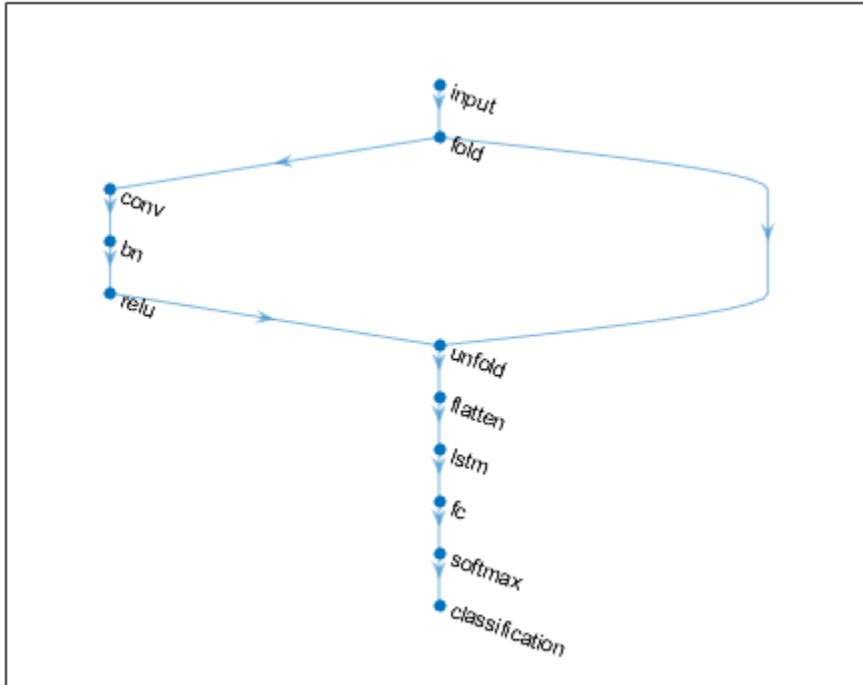 input
fold
conv
bn
relu
unfold
flatten
lstm
fc
softmax
classification